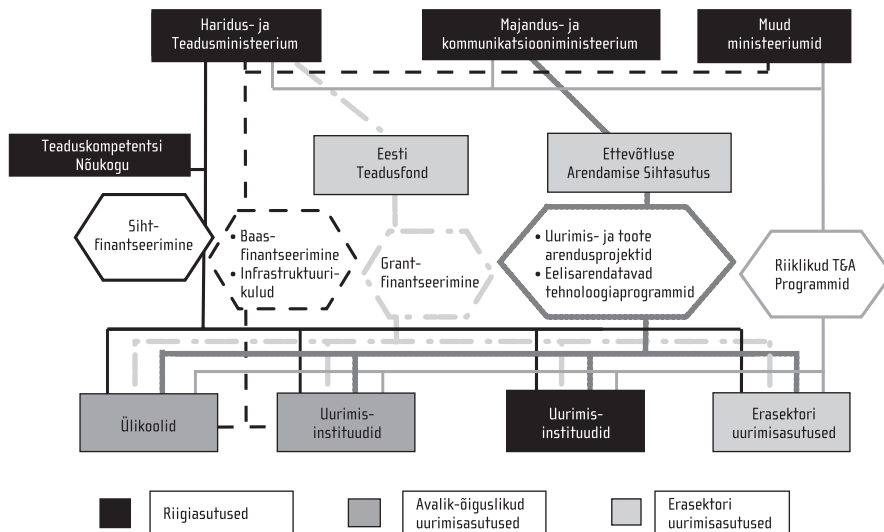 Haridus- ja
Teadusministeerium
Majandus- ja
kommunikatsiooniministeerium
Muud
ministeeriumid
Teaduskompetentsi
Nõukogu
Eesti
Teadusfond
Ettevõtluse
Arendamise Sihtasutus
Siht-
finantseerimine
• Baas-
finantseerimine
• Infrastruktuuri-
kulud
Grant-
finantseerimine
• Uurimis- ja toote
arendusprojektid
• Eelisarendatavad
tehnoloogiaprogrammid
Riiklikud T&A
Programmid
Ülikoolid
Uurimis-
instituudid
Uurimis-
instituudid
Erasektori
uurimisasutused
Riigiasutused
Avalik-õiguslikud
uurimisasutused
Erasektori
uurimisasutused